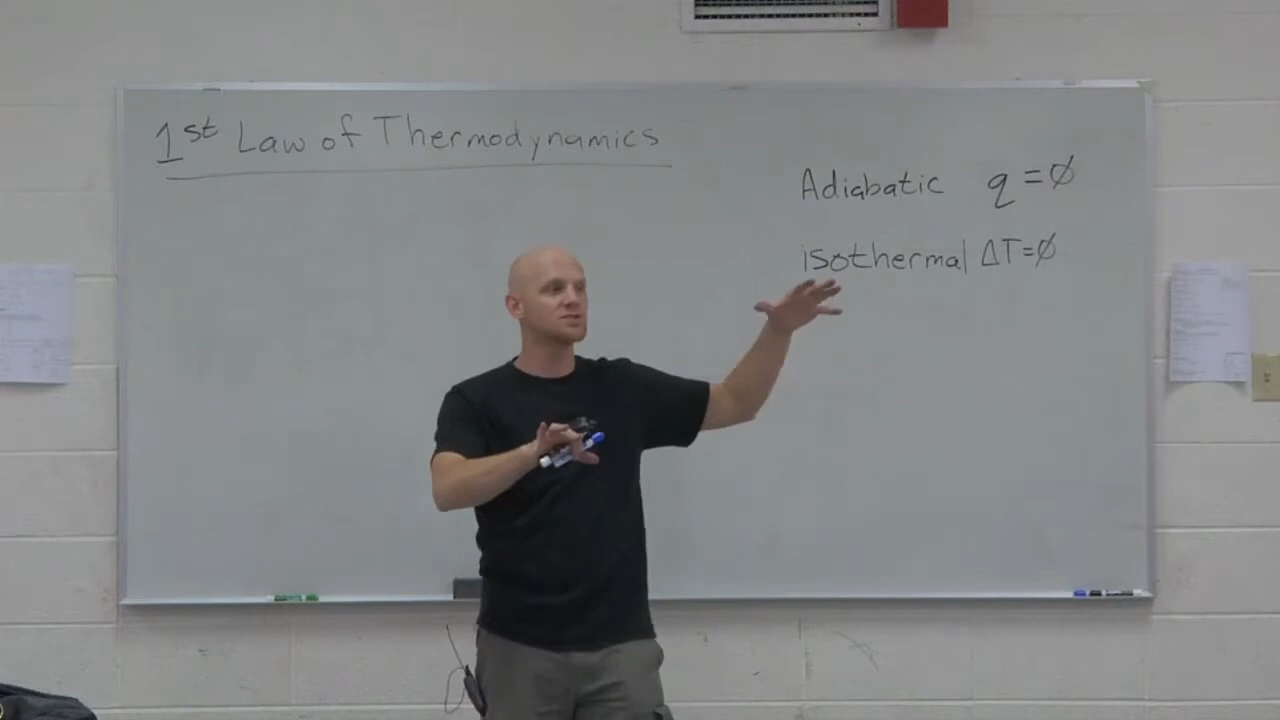 1st Law of Thermodynamics
Adiabatic q = ∅
isothermal ΔT=∅